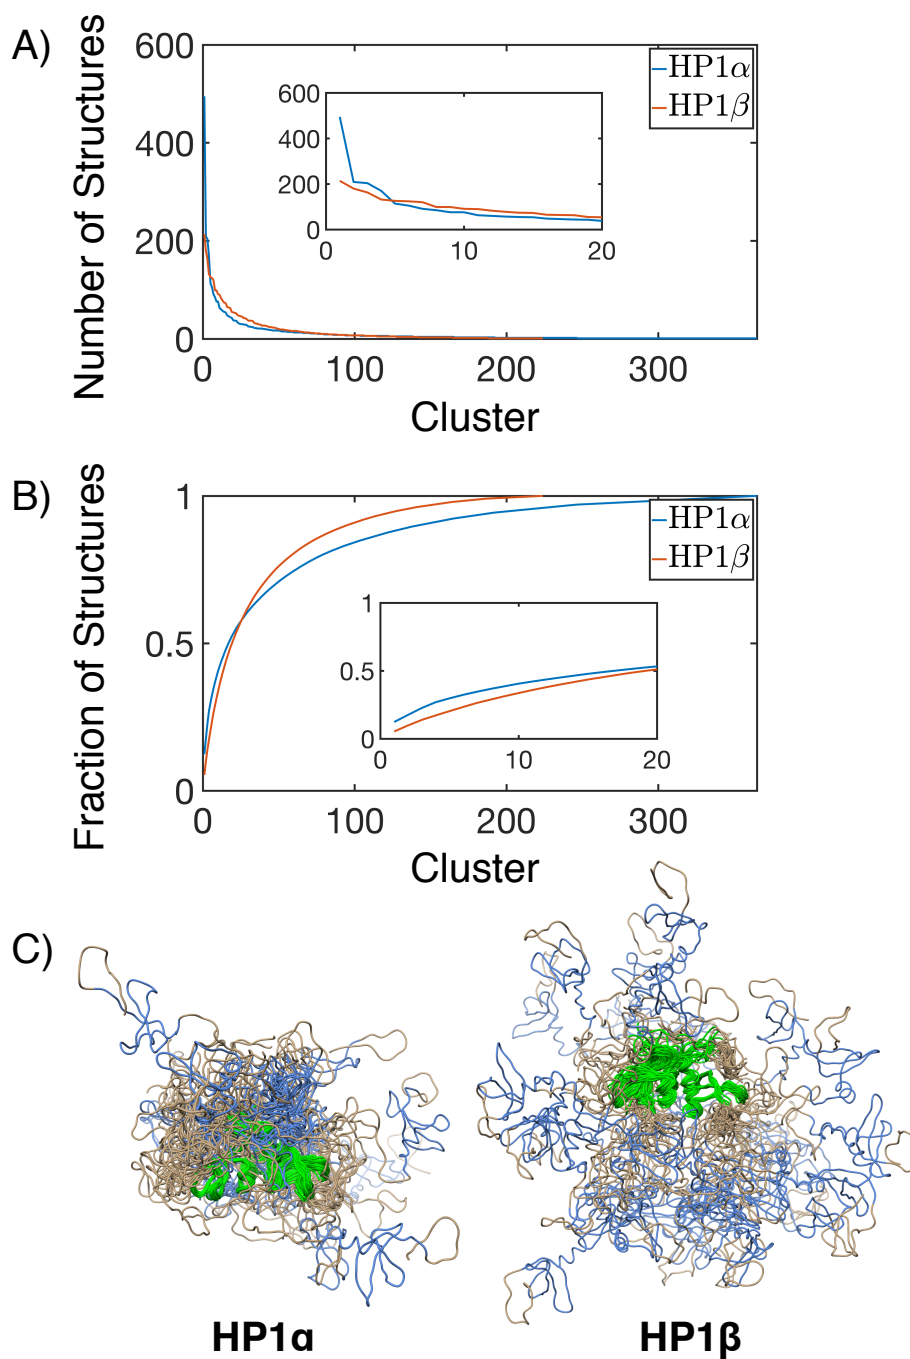 A)
Number of Structures
600
400
200
0
0 100 200 300
Cluster
HP1α
HP1β
600
400
200
0
0 10 20
B)
Fraction of Structures
1
0.5
0
0 100 200 300
Cluster
HP1α
HP1β
1
0.5
0
0 10 20
C)
HP1α HP1β